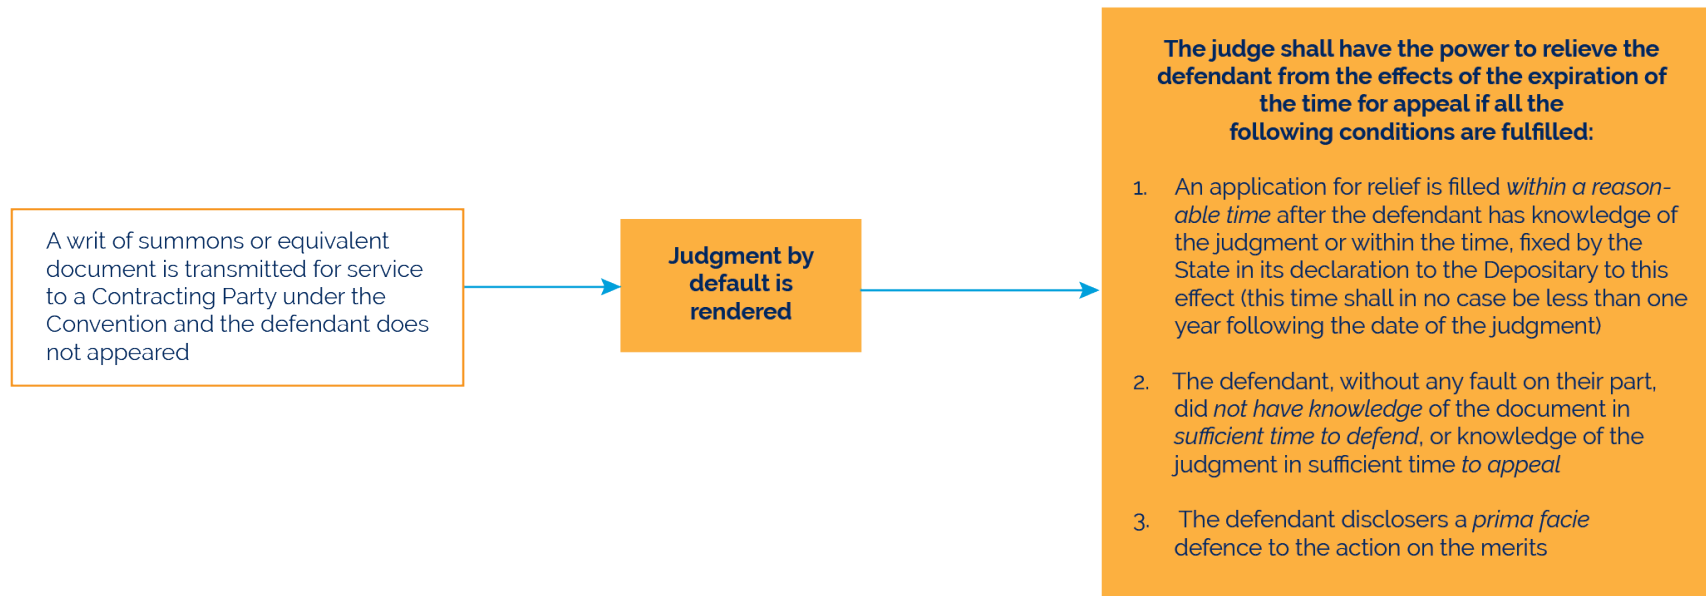 A writ of summons or equivalent
document is transmitted for service
to a Contracting Party under the
Convention and the defendant does
not appeared
Judgment by
default is
rendered
The judge shall have the power to relieve the
defendant from the effects of the expiration of
the time for appeal if all the
following conditions are fulfilled:
1. An application for relief is filled within a reason-
able time after the defendant has knowledge of
the judgment or within the time, fixed by the
State in its declaration to the Depositary to this
effect (this time shall in no case be less than one
year following the date of the judgment)
2. The defendant, without any fault on their part,
did not have knowledge of the document in
sufficient time to defend, or knowledge of the
judgment in sufficient time to appeal
3. The defendant disclosers a prima facie
defence to the action on the merits